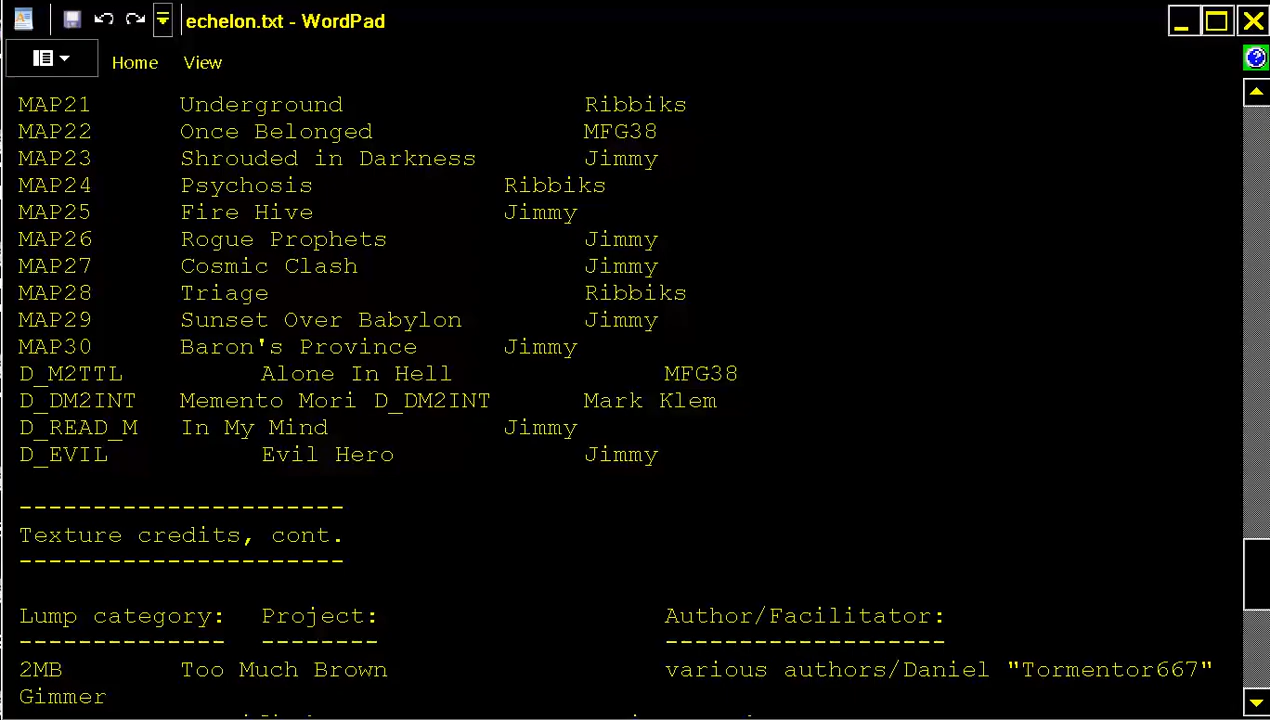 echelon.txt - WordPad
Home View
MAP21 Underground Ribbiks
MAP22 Once Belonged MFG38
MAP23 Shrouded in Darkness Jimmy
MAP24 Psychosis Ribbiks
MAP25 Fire Hive Jimmy
MAP26 Rogue Prophets Jimmy
MAP27 Cosmic Clash Jimmy
MAP28 Triage Ribbiks
MAP29 Sunset Over Babylon Jimmy
MAP30 Baron's Province Jimmy
D_M2TTL Alone In Hell MFG38
D_DM2INT Memento Mori D_DM2INT Mark Klem
D_READ_M In My Mind Jimmy
D_EVIL Evil Hero Jimmy
----------------------
Texture credits, cont.
----------------------
Lump category: Project: Author/Facilitator:
-------------- -------- -------------------
2MB Too Much Brown various authors/Daniel "Tormentor667"
Gimmer